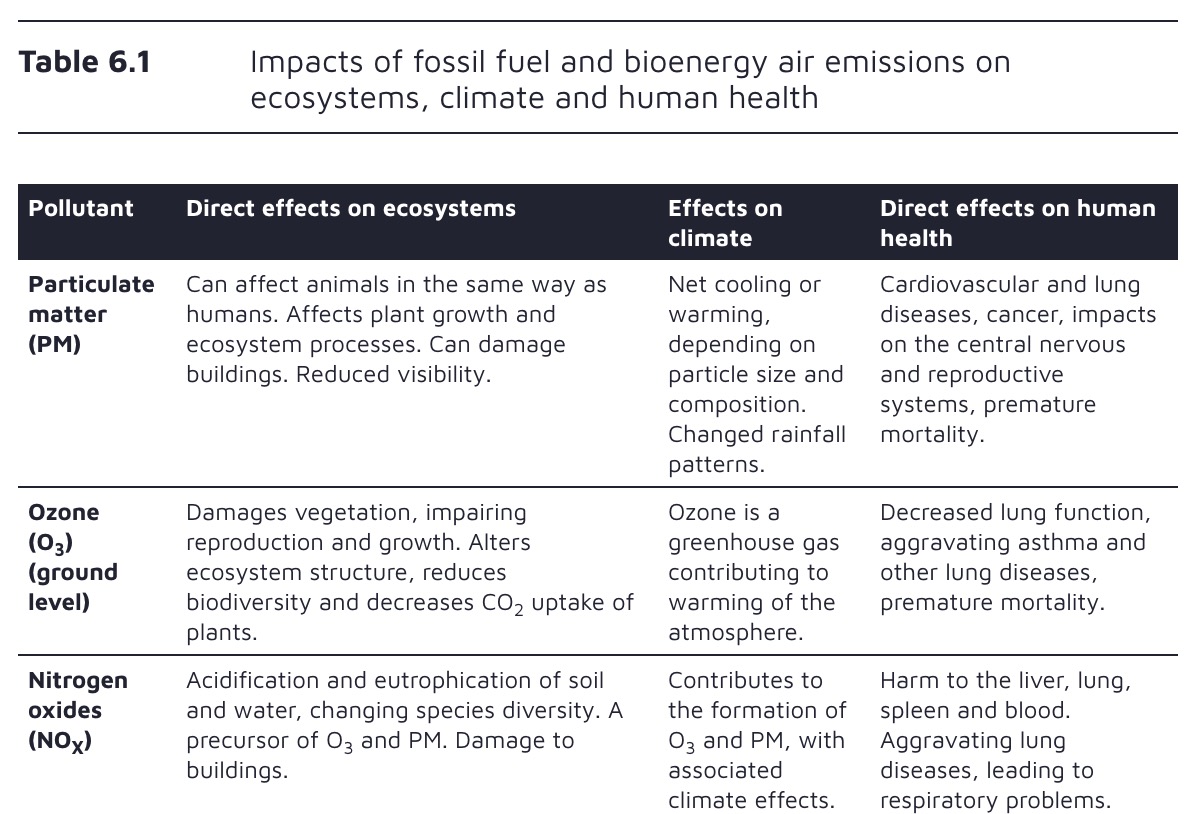 Table 6.1
Impacts of fossil fuel and bioenergy air emissions on
ecosystems, climate and human health
Pollutant
Direct effects on ecosystems
Effects on
climate
Direct effects on human
health
Particulate
matter
(PM)
Can affect animals in the same way as
humans. Affects plant growth and
ecosystem processes. Can damage
buildings. Reduced visibility.
Net cooling or
warming,
depending on
particle size and
composition.
Changed rainfall
patterns.
Cardiovascular and lung
diseases, cancer, impacts
on the central nervous
and reproductive
systems, premature
mortality.
Ozone
(O₃)
(ground
level)
Damages vegetation, impairing
reproduction and growth. Alters
ecosystem structure, reduces
biodiversity and decreases CO₂ uptake of
plants.
Ozone is a
greenhouse gas
contributing to
warming of the
atmosphere.
Decreased lung function,
aggravating asthma and
other lung diseases,
premature mortality.
Nitrogen
oxides
(NOX)
Acidification and eutrophication of soil
and water, changing species diversity. A
precursor of O₃ and PM. Damage to
buildings.
Contributes to
the formation of
O₃ and PM, with
associated
climate effects.
Harm to the liver, lung,
spleen and blood.
Aggravating lung
diseases, leading to
respiratory problems.